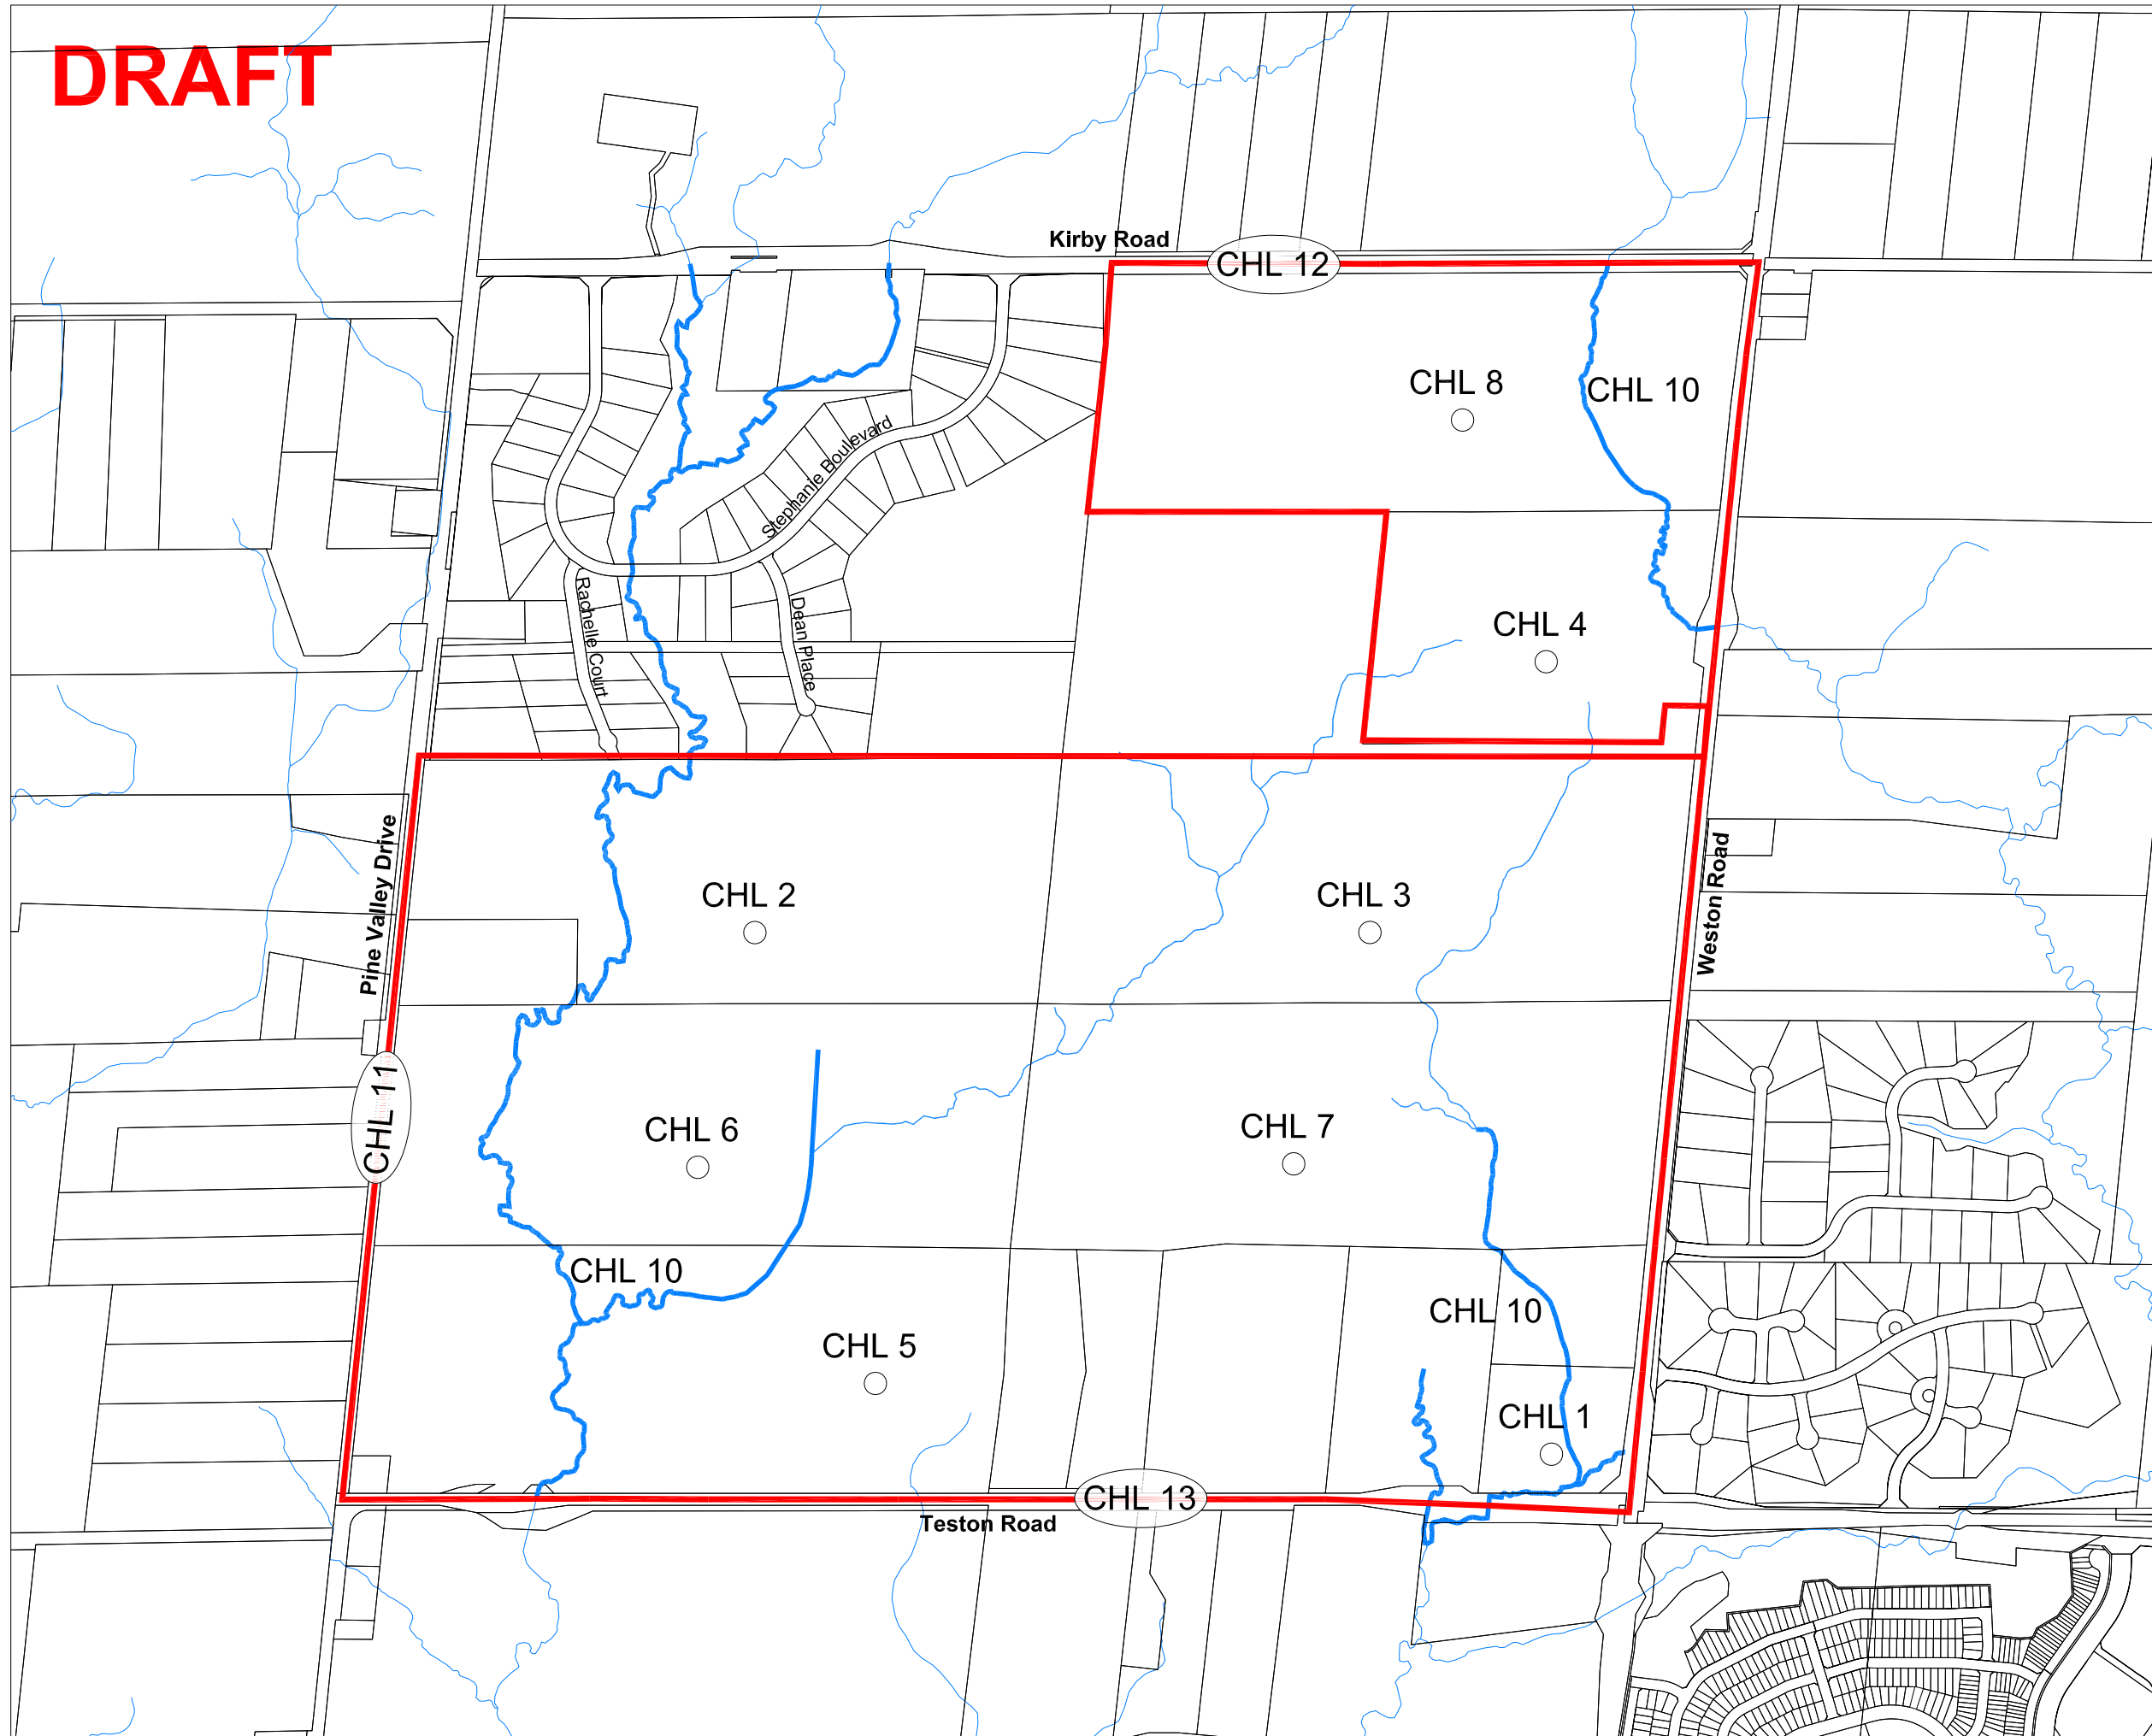 DRAFT
Kirby Road
CHL 12
CHL 8
CHL 10
Stephanie Boulevard
Rachelle Court
Dean Place
CHL 4
Pine Valley Drive
Weston Road
CHL 2
CHL 3
CHL 11
CHL 6
CHL 7
CHL 10
CHL 10
CHL 5
CHL 1
CHL 13
Teston Road